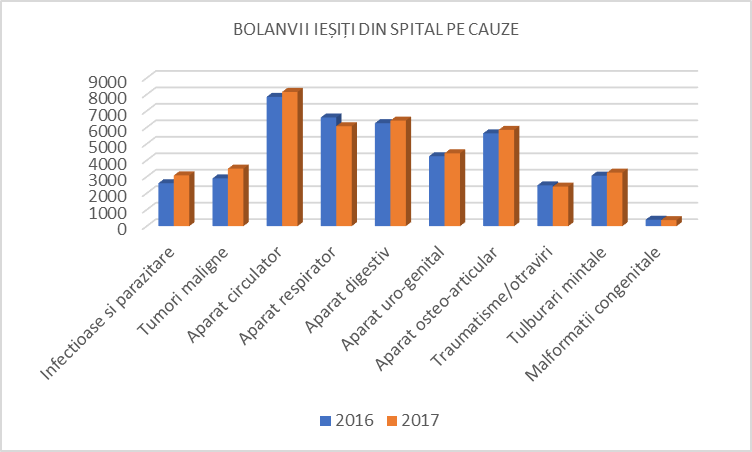 BOLANVII IEȘIȚI DIN SPITAL PE CAUZE
9000
8000
7000
6000
5000
4000
3000
2000
1000
0
Infectioase si parazitare
Tumori maligne
Aparat circulator
Aparat respirator
Aparat digestiv
Aparat uro-genital
Aparat osteo-articular
Traumatisme/otraviri
Tulburari mintale
Malformatii congenitale
2016 2017